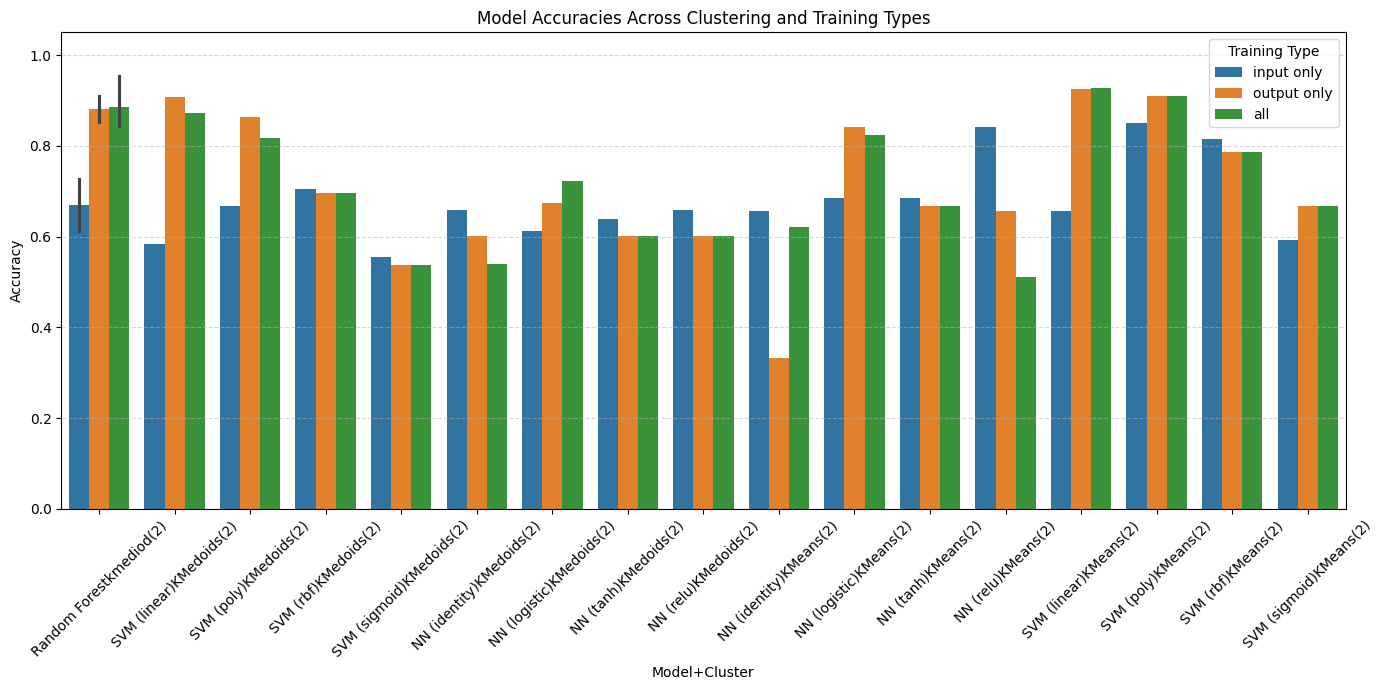 Model Accuracies Across Clustering and Training Types
Training Type
input only
output only
all
Accuracy
1.0
0.8
0.6
0.4
0.2
0.0
Random Forestkmediod(2)
SVM (linear)KMedoids(2)
SVM (poly)KMedoids(2)
SVM (rbf)KMedoids(2)
SVM (sigmoid)KMedoids(2)
NN (identity)KMedoids(2)
NN (logistic)KMedoids(2)
NN (tanh)KMedoids(2)
NN (relu)KMedoids(2)
NN (identity)KMeans(2)
NN (logistic)KMeans(2)
NN (tanh)KMeans(2)
NN (relu)KMeans(2)
SVM (linear)KMeans(2)
SVM (poly)KMeans(2)
SVM (rbf)KMeans(2)
SVM (sigmoid)KMeans(2)
Model+Cluster